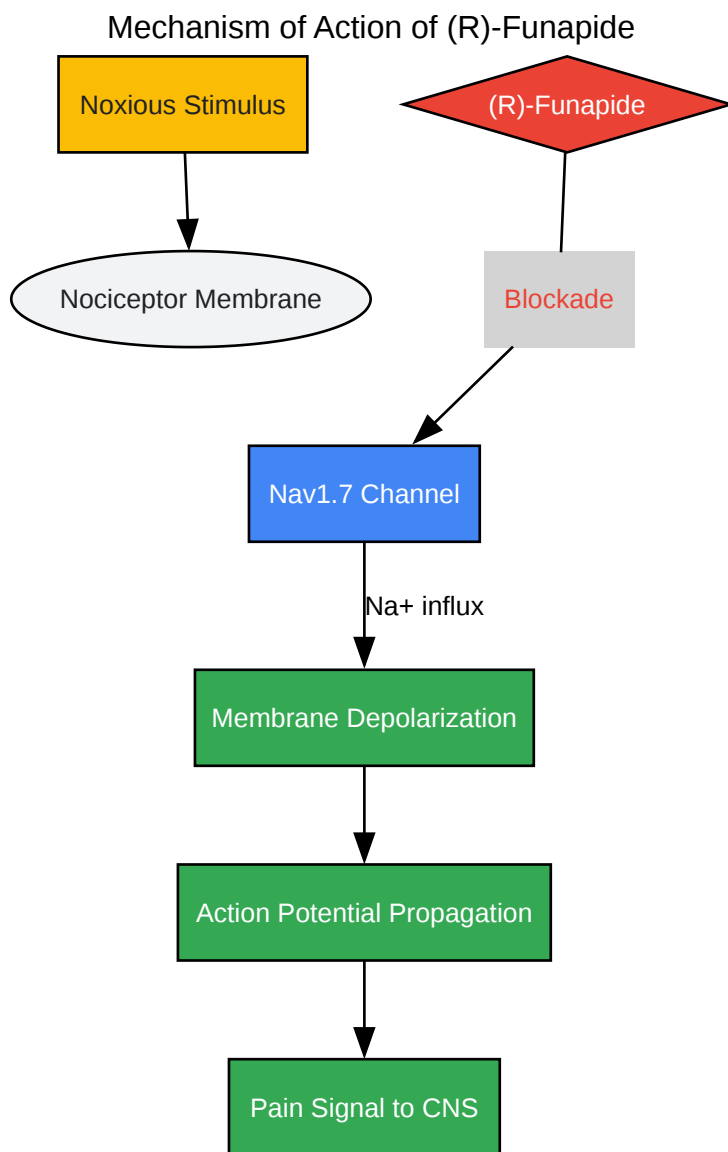 Mechanism of Action of (R)-Funapide
Noxious Stimulus
(R)-Funapide
Nociceptor Membrane
Blockade
Nav1.7 Channel
Na+ influx
Membrane Depolarization
Action Potential Propagation
Pain Signal to CNS